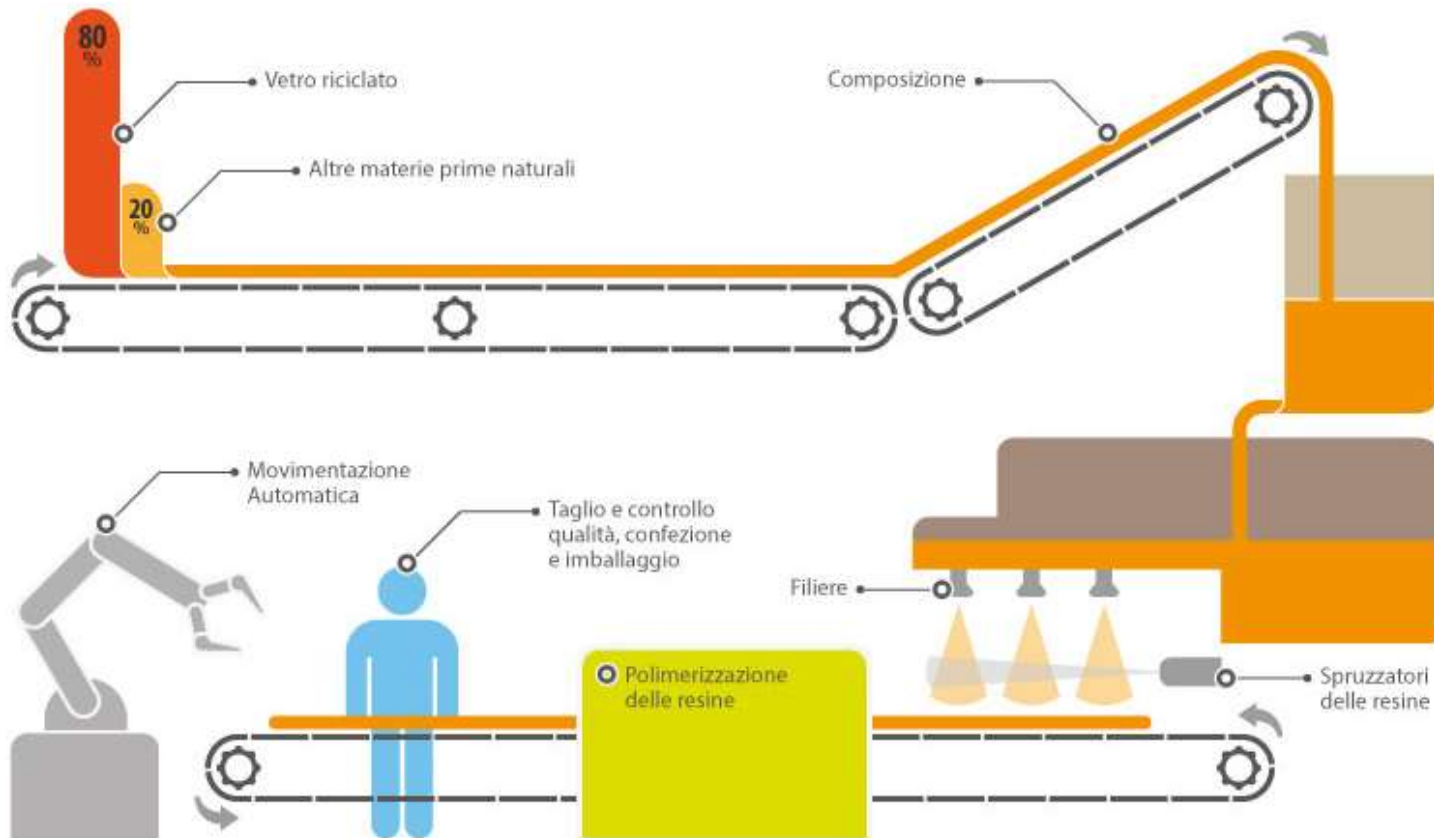 80
%
Vetro riciclato
Composizione
Altre materie prime naturali
20
%
Movimentazione
Automatica
Taglio e controllo
qualità, confezione
e imballaggio
Filiere
Polimerizzazione
delle resine
Spruzzatori
delle resine